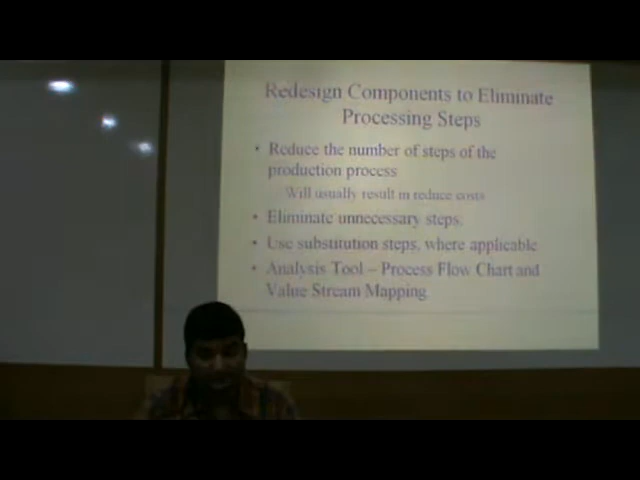 Redesign Components to Eliminate
Processing Steps
• Reduce the number of steps of the
production process
Will usually result in reduce costs
• Eliminate unnecessary steps.
• Use substitution steps, where applicable
• Analysis Tool – Process Flow Chart and
Value Stream Mapping